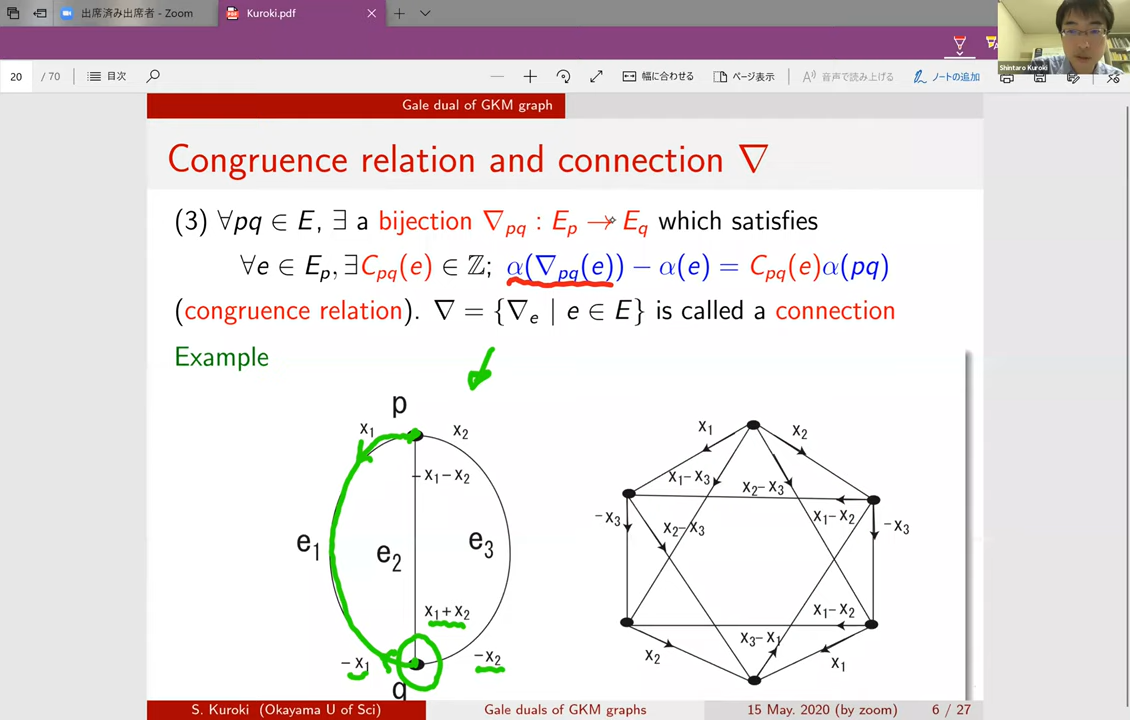 出席済み出席者 - Zoom
Kuroki.pdf
20 / 70
目次
幅に合わせる
ページ表示
音声で読み上げる
ノートの追加
Shintaro Kuroki
Gale dual of GKM graph
Congruence relation and connection ∇
(3) ∀pq ∈ E, ∃ a bijection ∇pq : Ep → Eq which satisfies
∀e ∈ Ep, ∃Cpq(e) ∈ ℤ; α(∇pq(e)) − α(e) = Cpq(e)α(pq)
(congruence relation). ∇ = {∇e | e ∈ E} is called a connection
Example
p
x1
x2
-x1-x2
e1
e2
e3
x1+x2
-x1
-x2
q
x1
x2
x1-x3
x2-x3
-x3
x2-x3
x1-x2
-x3
x1-x2
x3-x1
x2
x1
S. Kuroki (Okayama U of Sci)
Gale duals of GKM graphs
15 May. 2020 (by zoom)
6 / 27